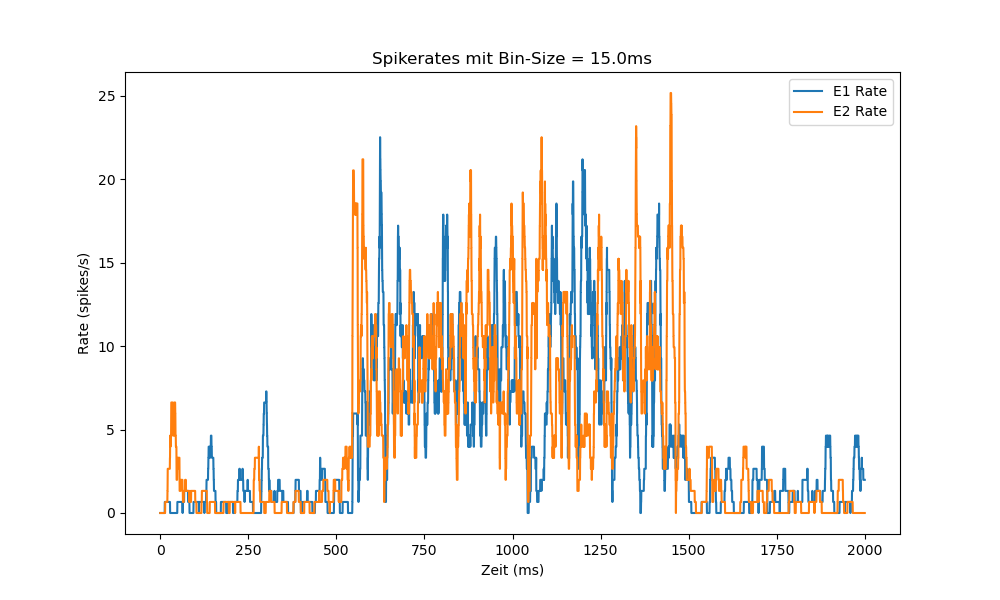 Spikerates mit Bin-Size = 15.0ms
E1 Rate
E2 Rate
Rate (spikes/s)
25
20
15
10
5
0
0 250 500 750 1000 1250 1500 1750 2000
Zeit (ms)